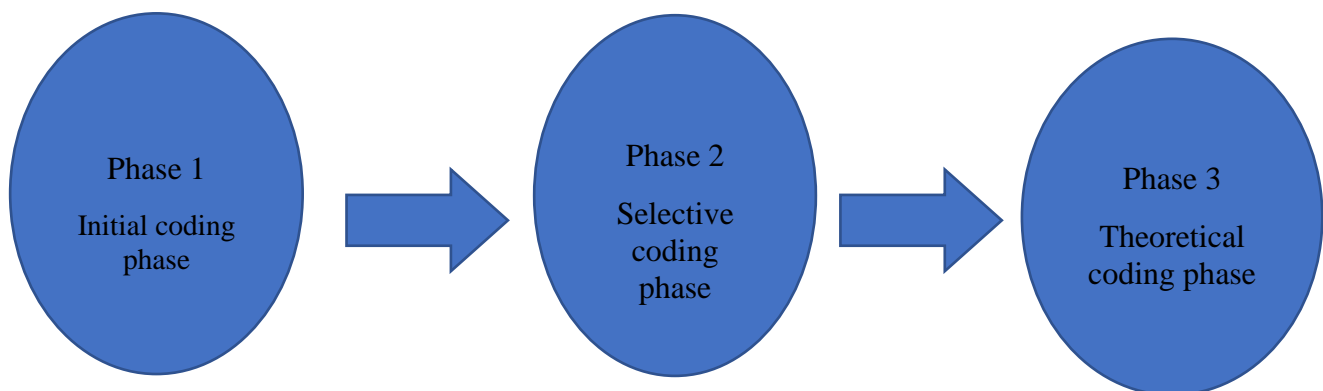 Phase 1
Initial coding
phase
Phase 2
Selective
coding
phase
Phase 3
Theoretical
coding phase